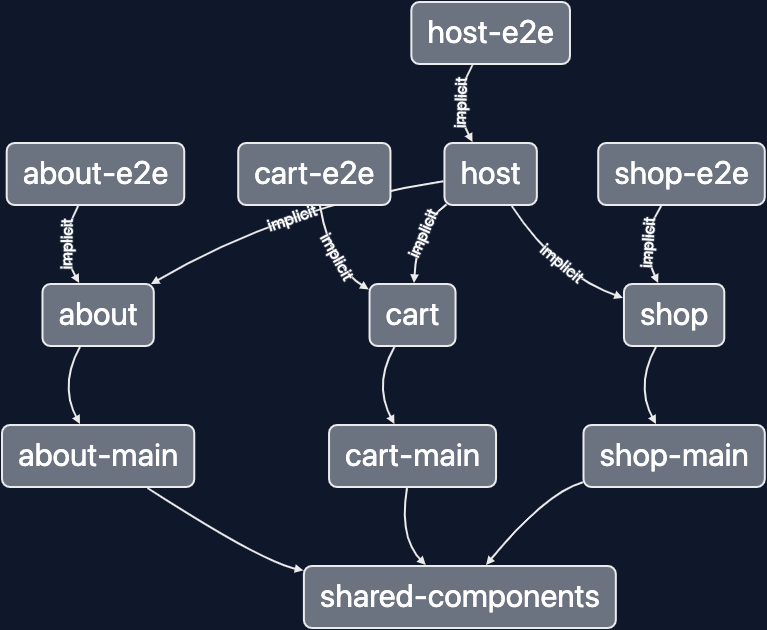 host-e2e
implicit
about-e2e
cart-e2e
host
shop-e2e
implicit
implicit
implicit
implicit
implicit
implicit
about
cart
shop
about-main
cart-main
shop-main
shared-components